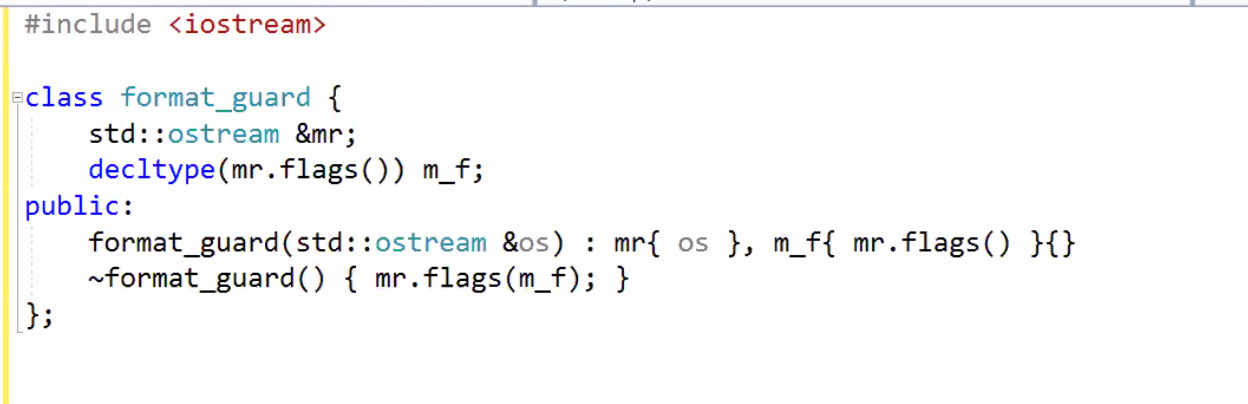 #include <iostream>
class format_guard {
    std::ostream &mr;
    decltype(mr.flags()) m_f;
public:
    format_guard(std::ostream &os) : mr{ os }, m_f{ mr.flags() }{}
    ~format_guard() { mr.flags(m_f); }
};